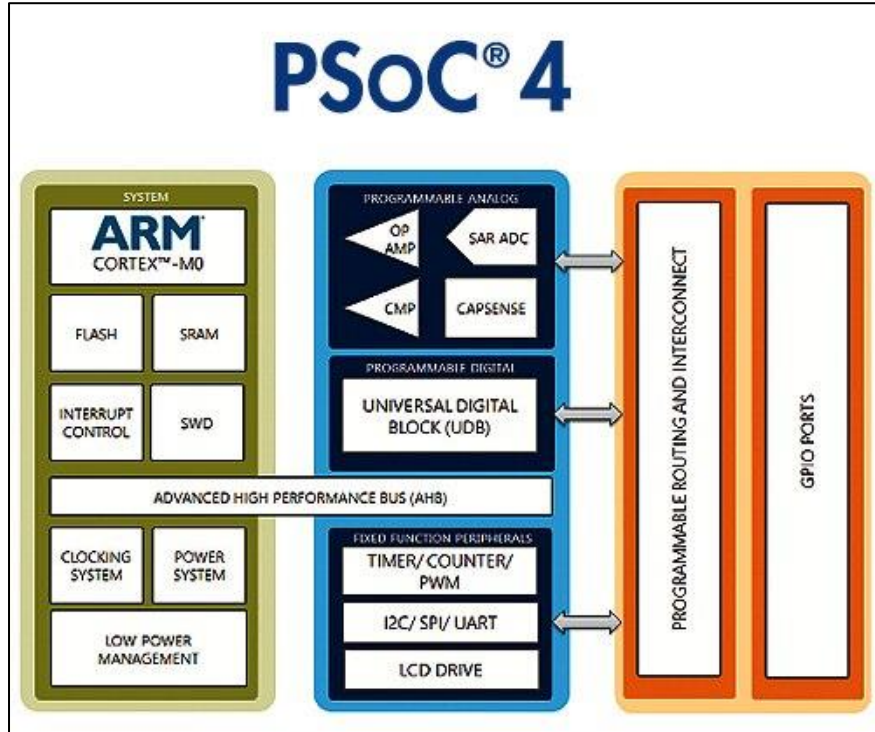 PSoC® 4
SYSTEM
ARM®
CORTEX™-M0
FLASH
SRAM
INTERRUPT
CONTROL
SWD
ADVANCED HIGH PERFORMANCE BUS (AHB)
CLOCKING
SYSTEM
POWER
SYSTEM
LOW POWER
MANAGEMENT
PROGRAMMABLE ANALOG
OP
AMP
SAR ADC
CMP
CAPSENSE
PROGRAMMABLE DIGITAL
UNIVERSAL DIGITAL
BLOCK (UDB)
FIXED FUNCTION PERIPHERALS
TIMER/ COUNTER/
PWM
I2C/ SPI/ UART
LCD DRIVE
PROGRAMMABLE ROUTING AND INTERCONNECT
GPIO PORTS